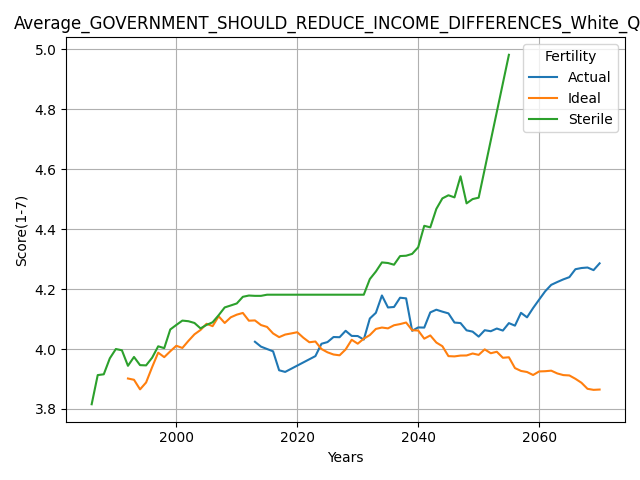 Average_GOVERNMENT_SHOULD_REDUCE_INCOME_DIFFERENCES_White_Q
Fertility
Actual
Ideal
Sterile
Score(1-7)
5.0
4.8
4.6
4.4
4.2
4.0
3.8
2000
2020
2040
2060
Years